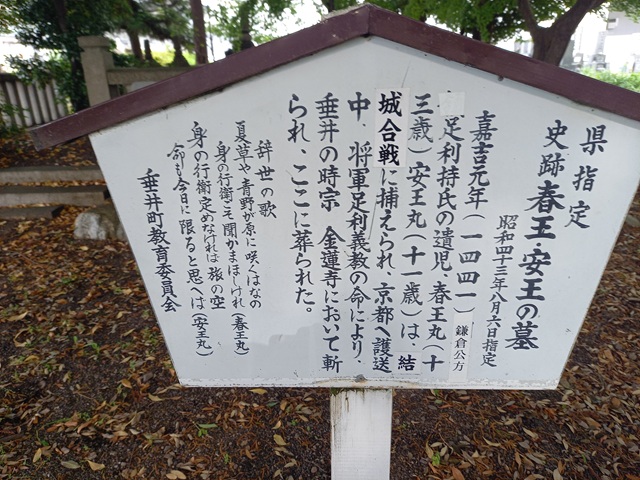 県指定
史跡 春王・安王の墓
昭和四十三年八月六日指定
嘉吉元年(一四四一)鎌倉公方
足利持氏の遺児、春王丸(十
三歳)安王丸(十一歳)は、結
城合戦に捕えられ、京都へ護送
中、将軍足利義教の命により、
垂井の時宗 金蓮寺において斬
られ、ここに葬られた。
辞世の歌
夏草や青野が原に咲くはなの
身の行衛こそ聞かまほしけれ(春王丸)
身の行衛定めなければ旅の空
命も今日に限ると思へば(安王丸)
垂井町教育委員会